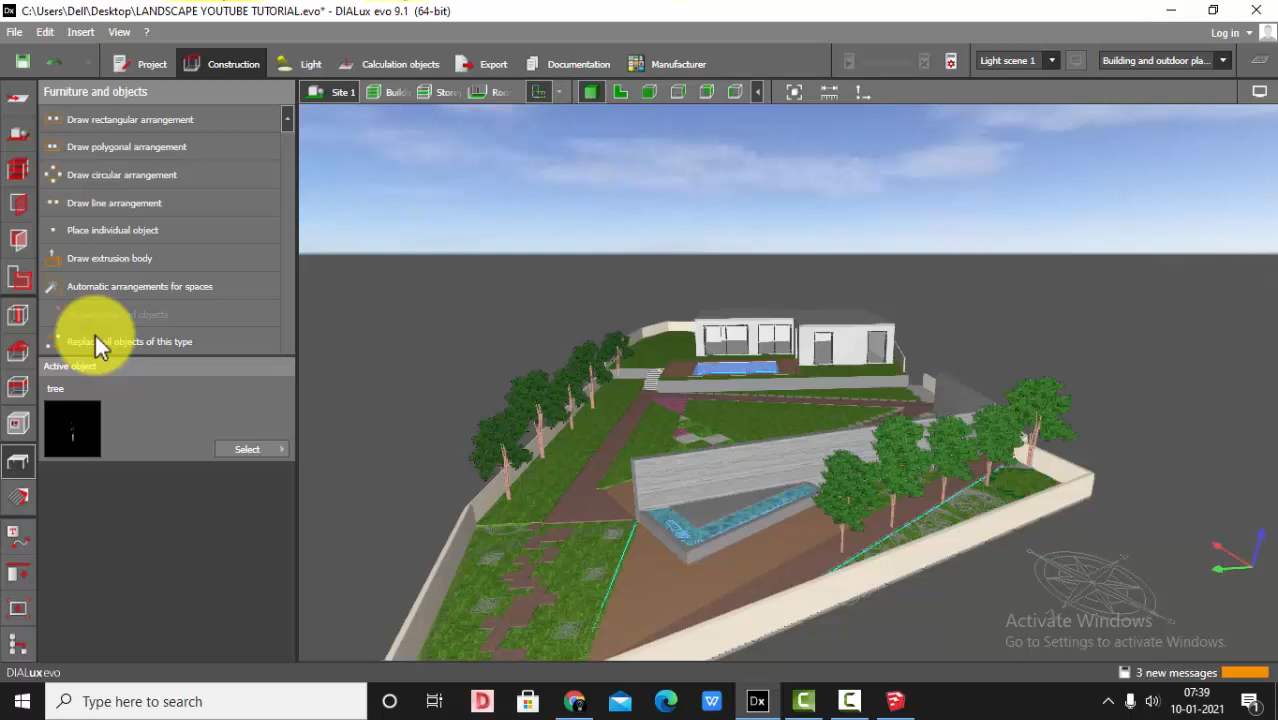 C:\Users\Dell\Desktop\LANDSCAPE YOUTUBE TUTORIAL.evo* - DIALux evo 9.1 (64-bit)
File Edit Insert View ?
Log in
Project Construction Light Calculation objects Export Documentation Manufacturer
Light scene 1
Building and outdoor pla...
Furniture and objects
Site 1
Draw rectangular arrangement
Draw polygonal arrangement
Draw circular arrangement
Draw line arrangement
Place individual object
Draw extrusion body
Automatic arrangements for spaces
of objects
objects of this type
Active object
tree
Select
Activate Windows
Go to Settings to activate Windows.
DIALux evo
3 new messages
Type here to search
Dx
07:39
10-01-2021